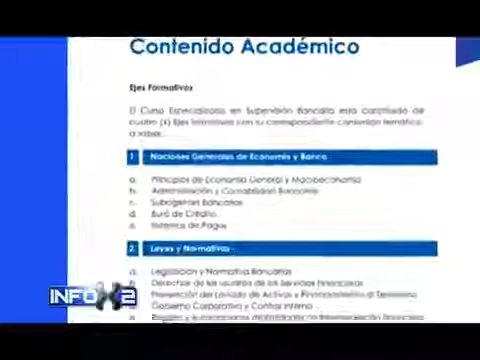 Contenido Académico
Ejes Formativos
El Curso Especializado en Supervisión Bancaria está constituido de
cuatro (4) Ejes formativos con su correspondiente contenido temático,
a saber:
1. Nociones Generales de Economía y Banca
a. Principios de Economía General y Macroeconomía
b. Administración y Contabilidad Bancaria
c. Subagentes Bancarios
d. Buró de Crédito
e. Sistema de Pagos
2. Leyes y Normativas
a. Legislación y Normativa Bancarias
b. Derechos de los usuarios de los Servicios Financieros
Prevención del Lavado de Activos y Financiamiento al Terrorismo
Gobierno Corporativo y Control Interno
Financiera
INFO X2